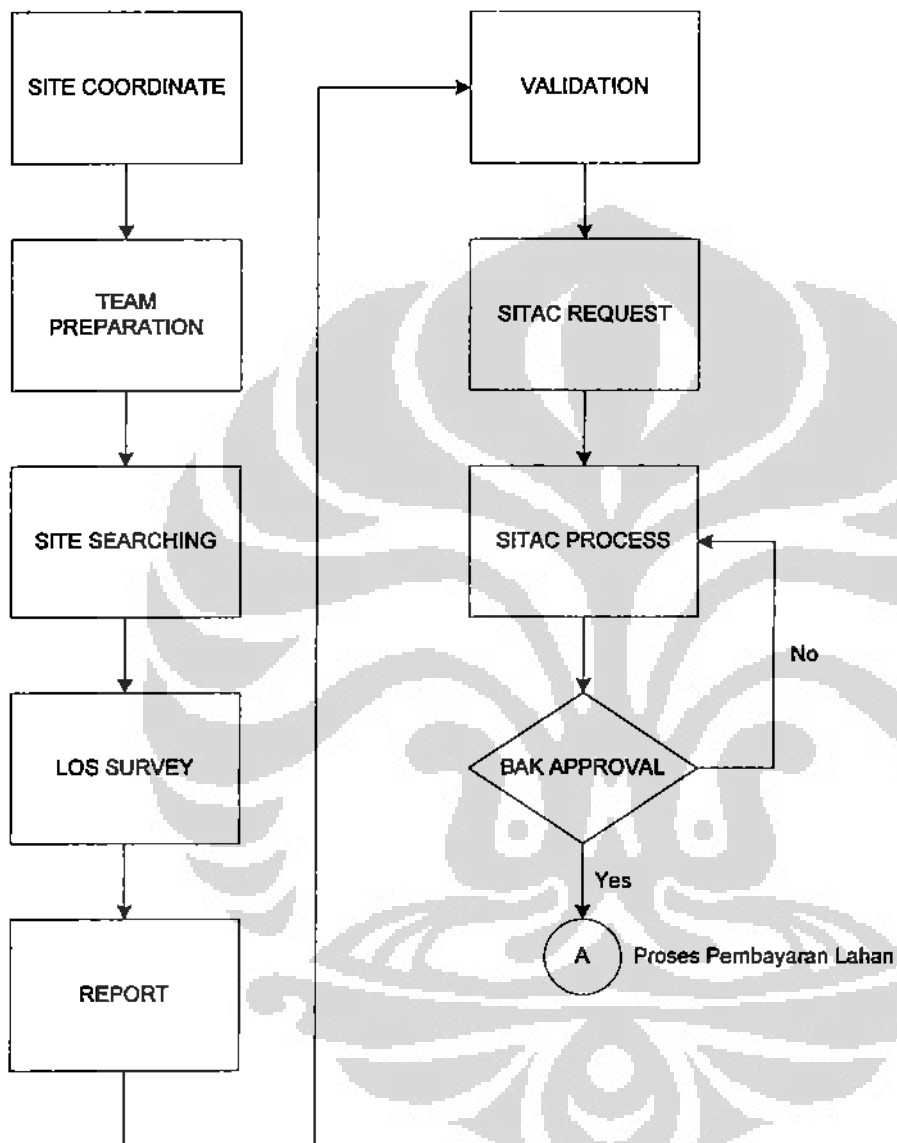 SITE COORDINATE
TEAM
PREPARATION
SITE SEARCHING
LOS SURVEY
REPORT
VALIDATION
SITAC REQUEST
SITAC PROCESS
No
BAK APPROVAL
Yes
A
Proses Pembayaran Lahan